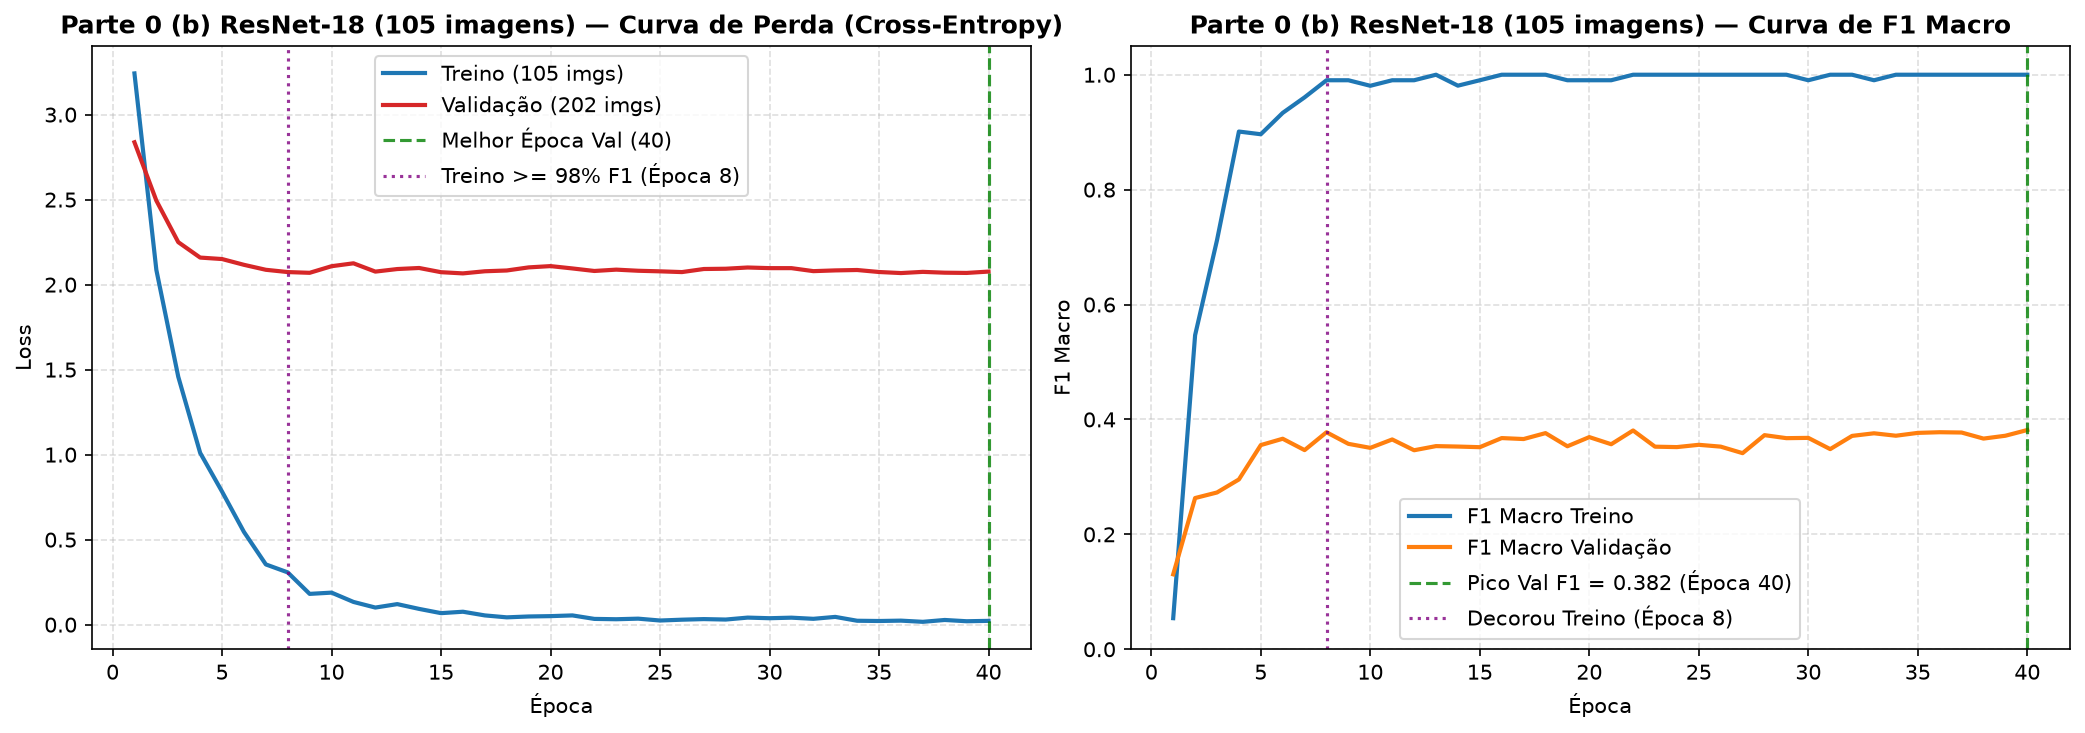 Parte 0 (b) ResNet-18 (105 imagens) — Curva de Perda (Cross-Entropy)
Treino (105 imgs)
Validação (202 imgs)
Melhor Época Val (40)
Treino >= 98% F1 (Época 8)
3.0
2.5
2.0
1.5
1.0
0.5
0.0
Loss
0 5 10 15 20 25 30 35 40
Época
Parte 0 (b) ResNet-18 (105 imagens) — Curva de F1 Macro
1.0
0.8
0.6
0.4
0.2
0.0
F1 Macro
F1 Macro Treino
F1 Macro Validação
Pico Val F1 = 0.382 (Época 40)
Decorou Treino (Época 8)
0 5 10 15 20 25 30 35 40
Época